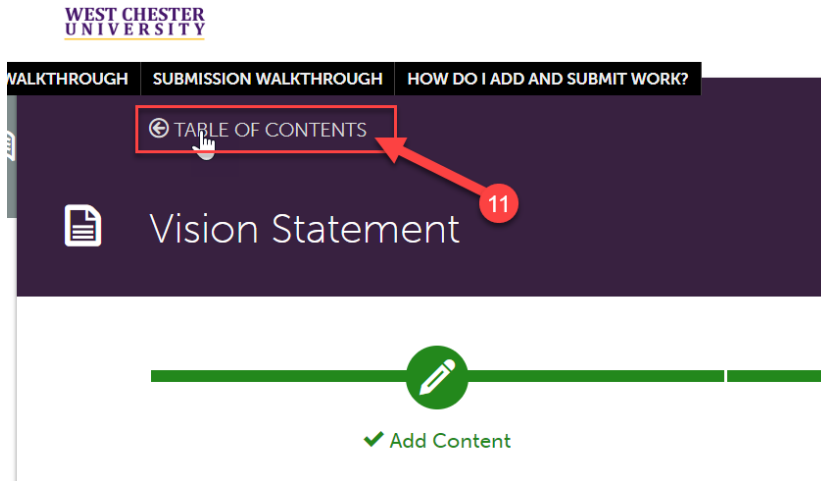 WEST CHESTER
UNIVERSITY
WALKTHROUGH SUBMISSION WALKTHROUGH HOW DO I ADD AND SUBMIT WORK?
TABLE OF CONTENTS
11
Vision Statement
Add Content